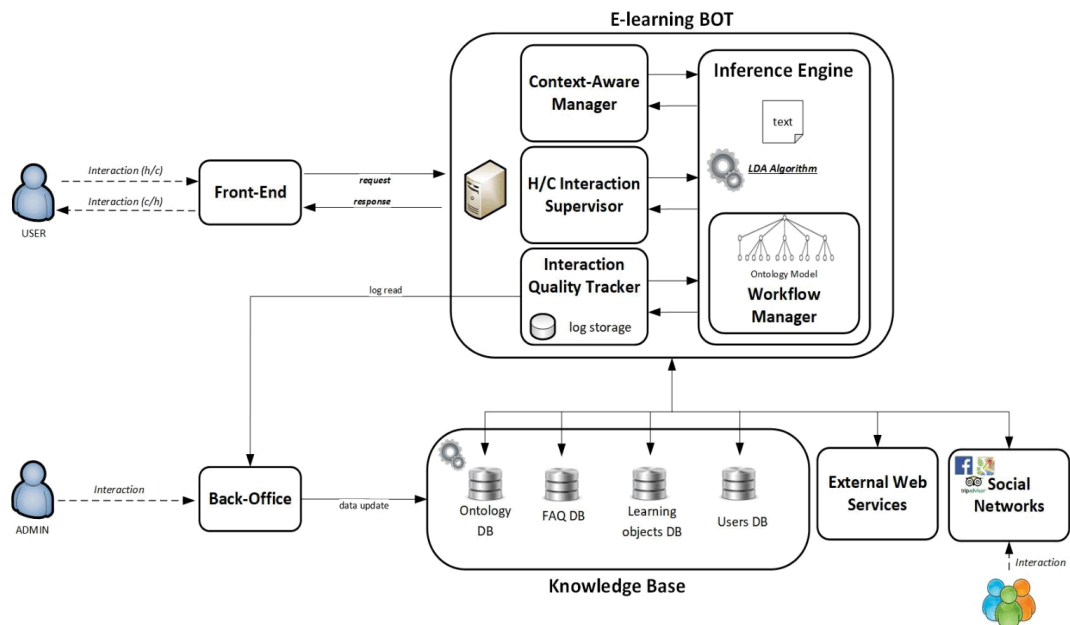 E-learning BOT
Context-Aware
Manager
Inference Engine
text
LDA Algorithm
Interaction (h/c)
Interaction (c/h)
USER
Front-End
request
response
H/C Interaction
Supervisor
Ontology Model
Workflow
Manager
Interaction
Quality Tracker
log storage
log read
ADMIN
Interaction
Back-Office
data update
Ontology
DB
FAQ DB
Learning
objects DB
Users DB
Knowledge Base
External Web
Services
tripadvisor
Social
Networks
Interaction